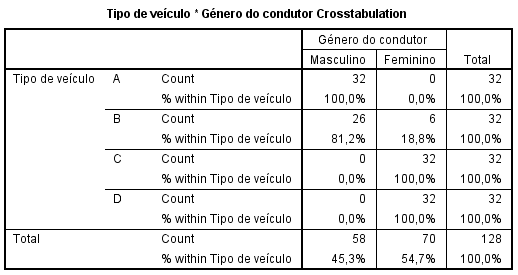 Tipo de veículo * Género do condutor Crosstabulation
Género do condutor
Masculino Feminino Total
Tipo de veículo A Count 32 0 32
% within Tipo de veículo 100,0% 0,0% 100,0%
B Count 26 6 32
% within Tipo de veículo 81,2% 18,8% 100,0%
C Count 0 32 32
% within Tipo de veículo 0,0% 100,0% 100,0%
D Count 0 32 32
% within Tipo de veículo 0,0% 100,0% 100,0%
Total Count 58 70 128
% within Tipo de veículo 45,3% 54,7% 100,0%